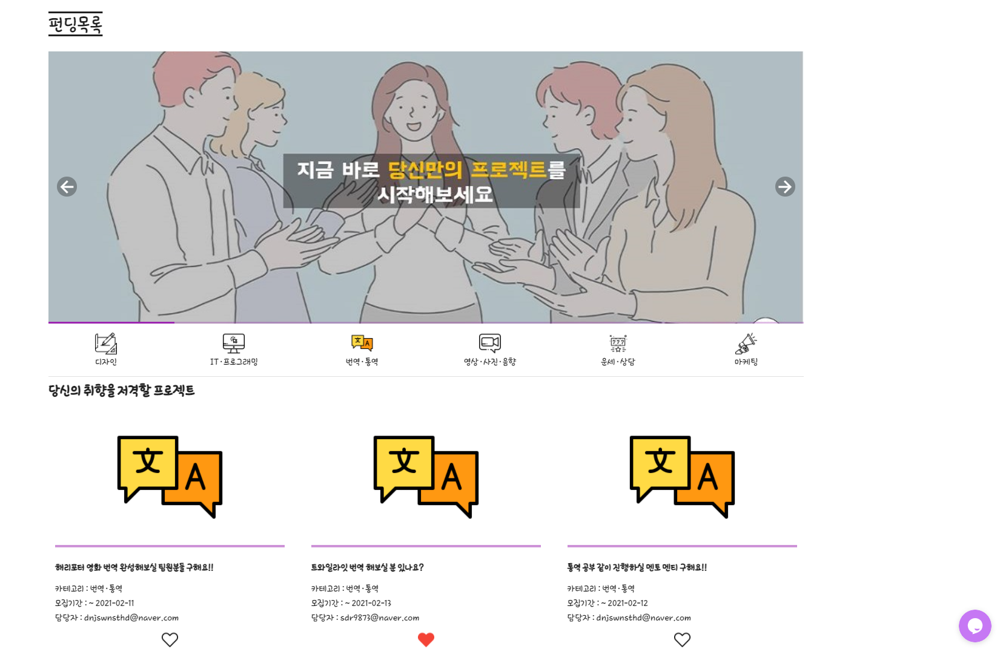 펀딩목록
지금 바로 당신만의 프로젝트를
시작해보세요
디자인
IT·프로그래밍
번역·통역
영상·사진·음향
운세·상담
마케팅
당신의 취향을 저격할 프로젝트
文 A
文 A
文 A
해리포터 영화 번역 완성해보실 팀원분들 구해요!!
카테고리 : 번역·통역
모집기간 : ~ 2021-02-11
담당자 : dnjswnsthd@naver.com
트와일라잇 번역 해보실 분 있나요?
카테고리 : 번역·통역
모집기간 : ~ 2021-02-13
담당자 : sdr9873@naver.com
통역 공부 같이 진행하실 멘토 멘티 구해요!!
카테고리 : 번역·통역
모집기간 : ~ 2021-02-12
담당자 : dnjswnsthd@naver.com